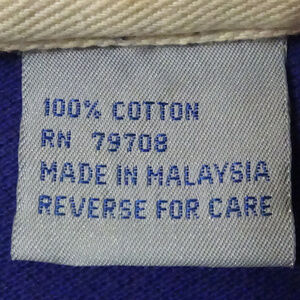 100% COTTON
RN 79708
MADE IN MALAYSIA
REVERSE FOR CARE